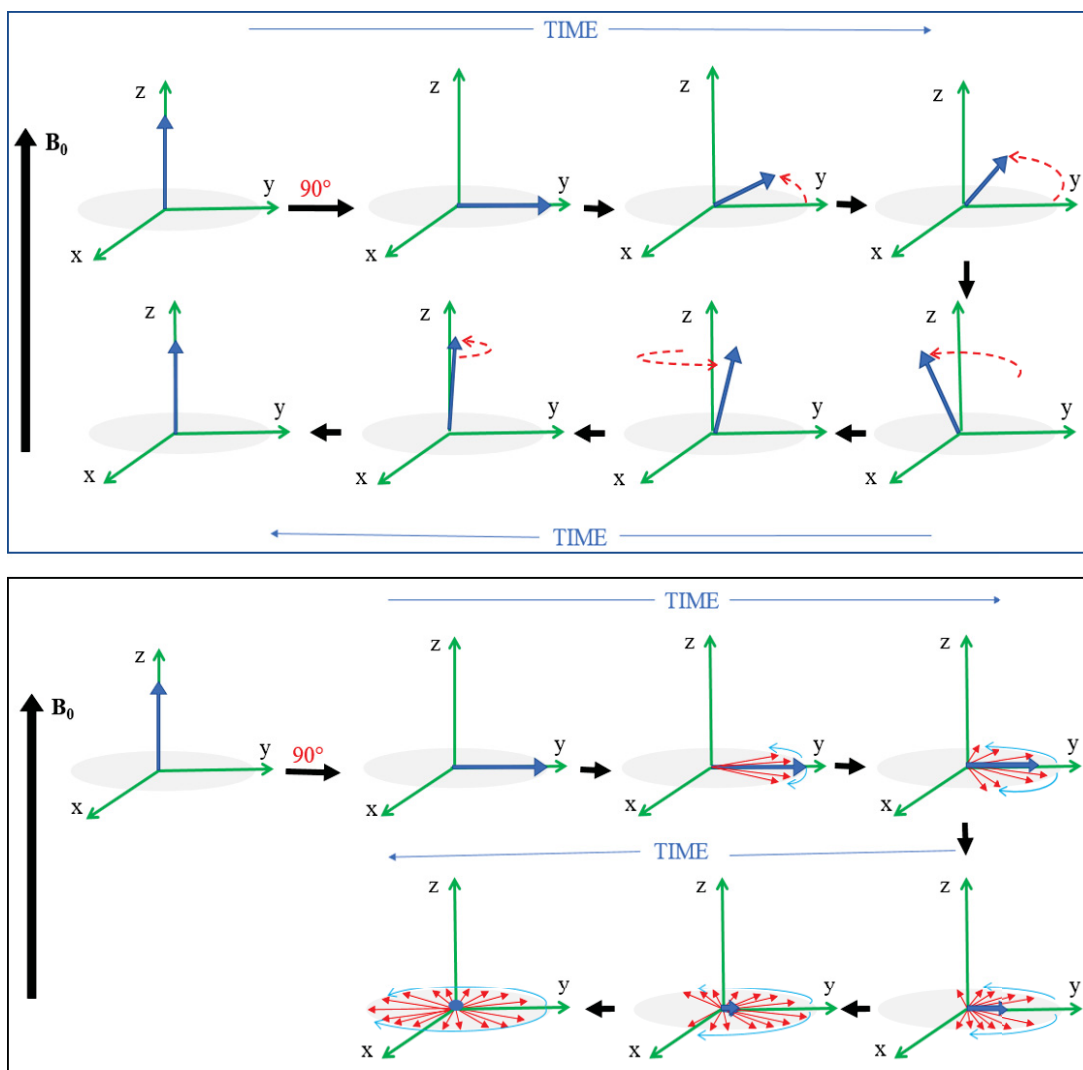 TIME
z z z z
B₀
y 90° y y y
x x x x
z z z z
y y y y
x x x x
TIME
TIME
z z z z
B₀
y 90° y y y
x x x x
TIME
z z z
y y y
x x x